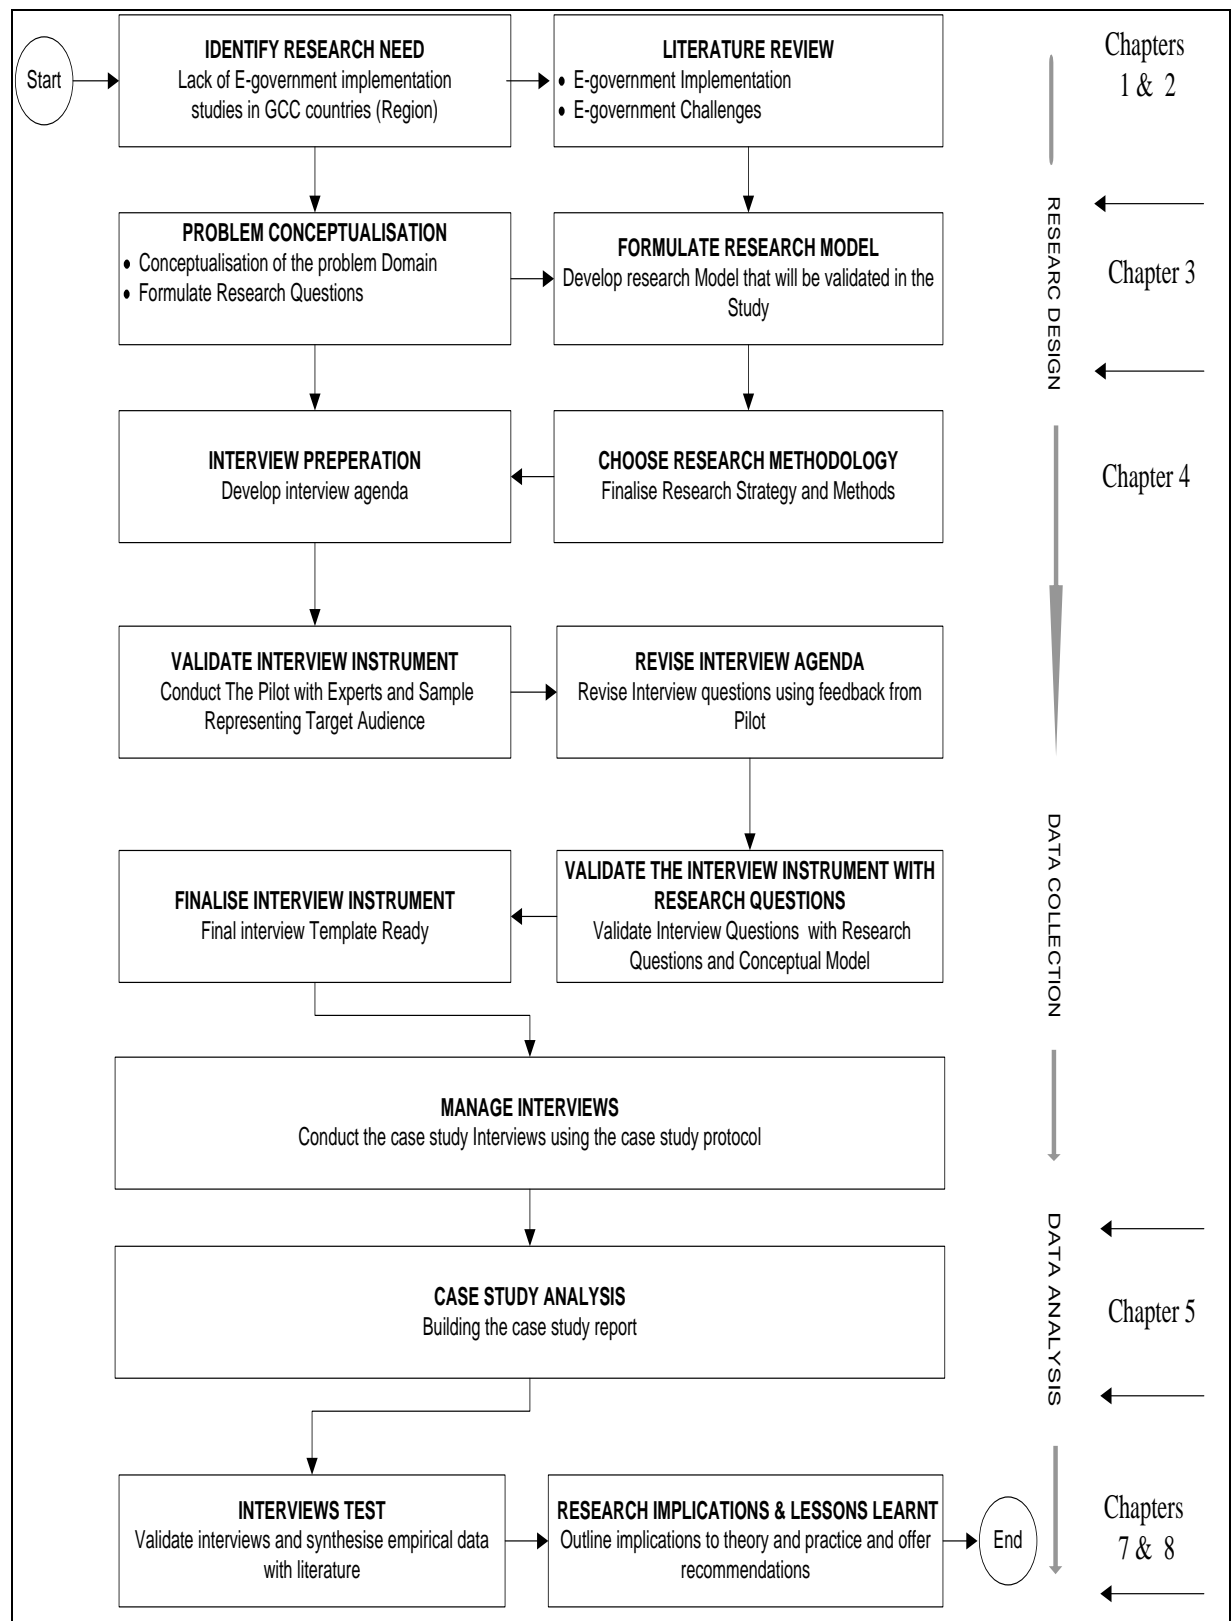 Start
IDENTIFY RESEARCH NEED
Lack of E-government implementation
studies in GCC countries (Region)
LITERATURE REVIEW
• E-government Implementation
• E-government Challenges
Chapters
1 & 2
PROBLEM CONCEPTUALISATION
• Conceptualisation of the problem Domain
• Formulate Research Questions
FORMULATE RESEARCH MODEL
Develop research Model that will be validated in the
Study
RESEARC DESIGN
Chapter 3
INTERVIEW PREPERATION
Develop interview agenda
CHOOSE RESEARCH METHODOLOGY
Finalise Research Strategy and Methods
Chapter 4
VALIDATE INTERVIEW INSTRUMENT
Conduct The Pilot with Experts and Sample
Representing Target Audience
REVISE INTERVIEW AGENDA
Revise Interview questions using feedback from
Pilot
FINALISE INTERVIEW INSTRUMENT
Final interview Template Ready
VALIDATE THE INTERVIEW INSTRUMENT WITH
RESEARCH QUESTIONS
Validate Interview Questions with Research
Questions and Conceptual Model
DATA COLLECTION
MANAGE INTERVIEWS
Conduct the case study Interviews using the case study protocol
CASE STUDY ANALYSIS
Building the case study report
DATA ANALYSIS
Chapter 5
INTERVIEWS TEST
Validate interviews and synthesise empirical data
with literature
RESEARCH IMPLICATIONS & LESSONS LEARNT
Outline implications to theory and practice and offer
recommendations
End
Chapters
7 & 8